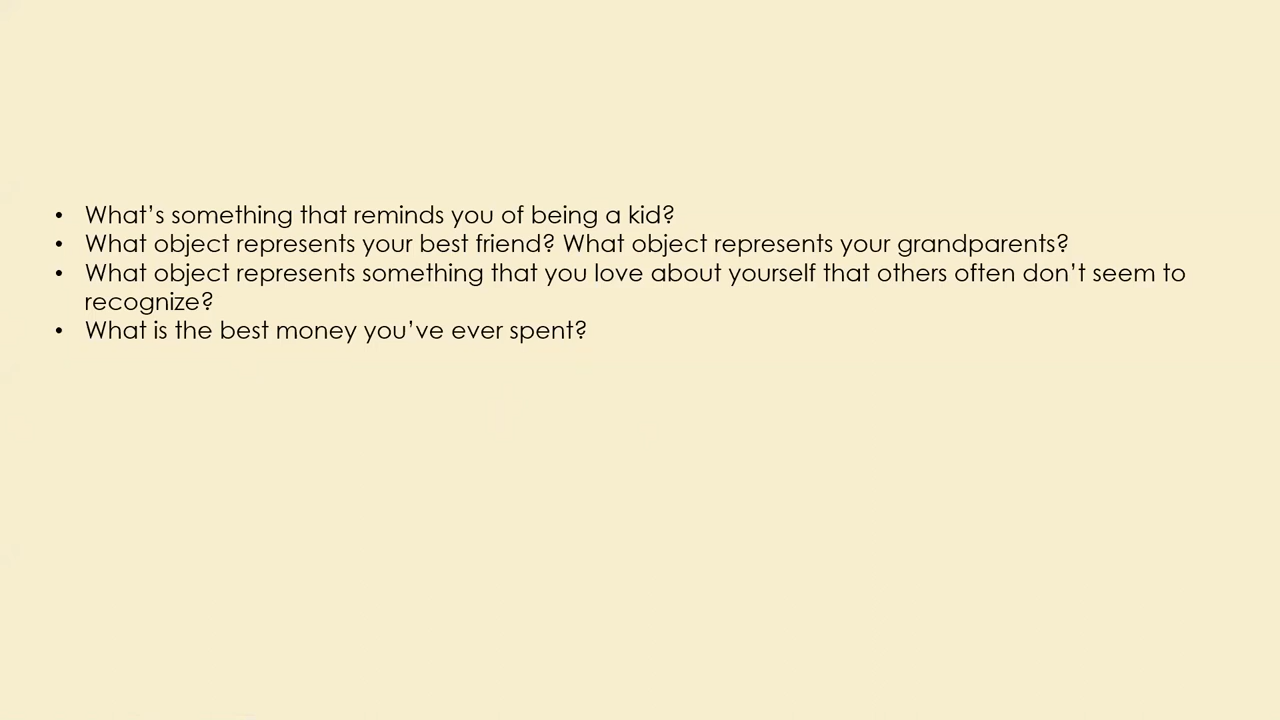 • What’s something that reminds you of being a kid?
• What object represents your best friend? What object represents your grandparents?
• What object represents something that you love about yourself that others often don’t seem to
recognize?
• What is the best money you’ve ever spent?